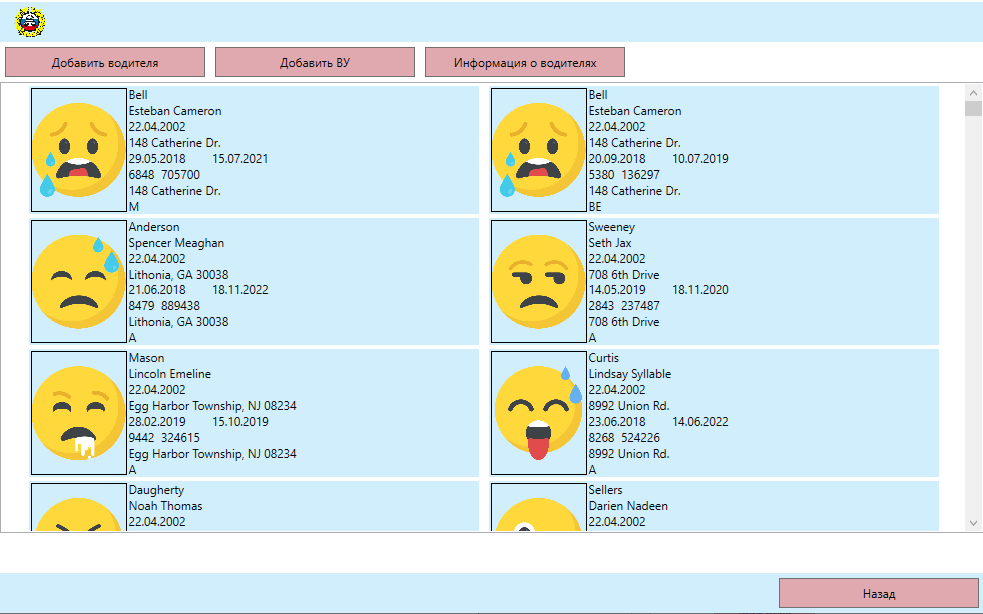 Добавить водителя
Добавить ВУ
Информация о водителях
Bell
Esteban Cameron
22.04.2002
148 Catherine Dr.
29.05.2018 15.07.2021
6848 705700
148 Catherine Dr.
M
Bell
Esteban Cameron
22.04.2002
148 Catherine Dr.
20.09.2018 10.07.2019
5380 136297
148 Catherine Dr.
BE
Anderson
Spencer Meaghan
22.04.2002
Lithonia, GA 30038
21.06.2018 18.11.2022
8479 889438
Lithonia, GA 30038
A
Sweeney
Seth Jax
22.04.2002
708 6th Drive
14.05.2019 18.11.2020
2843 237487
708 6th Drive
A
Mason
Lincoln Emeline
22.04.2002
Egg Harbor Township, NJ 08234
28.02.2019 15.10.2019
9442 324615
Egg Harbor Township, NJ 08234
A
Curtis
Lindsay Syllable
22.04.2002
8992 Union Rd.
23.06.2018 14.06.2022
8268 524226
8992 Union Rd.
A
Daugherty
Noah Thomas
22.04.2002
Sellers
Darien Nadeen
22.04.2002
Назад